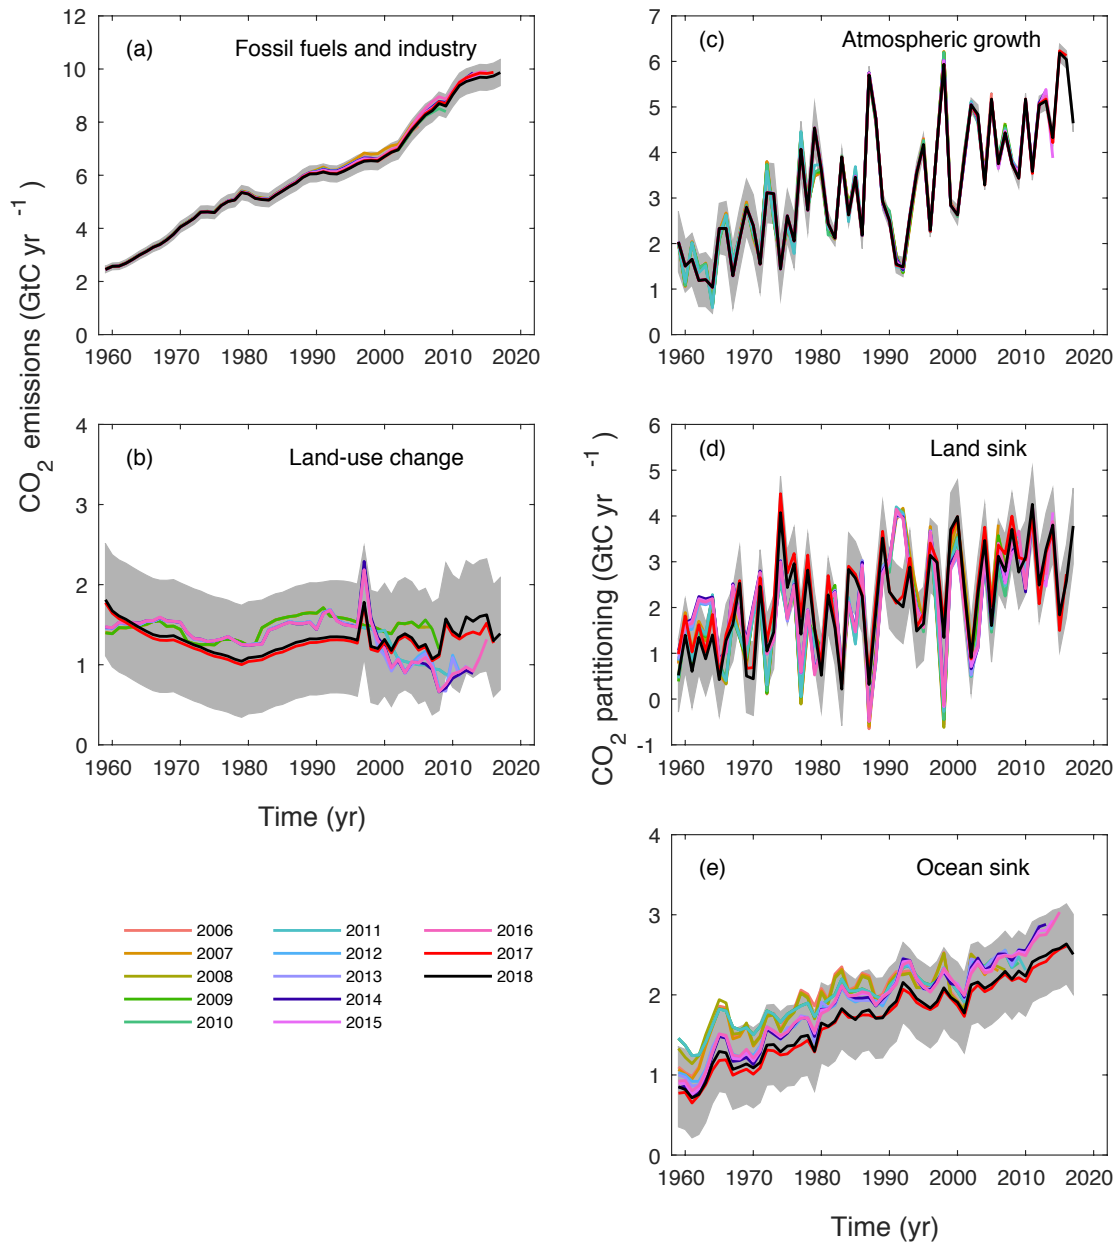 (a) Fossil fuels and industry
12
10
8
6
4
2
0
1960 1970 1980 1990 2000 2010 2020
(c) Atmospheric growth
7
6
5
4
3
2
1
0
1960 1970 1980 1990 2000 2010 2020
CO2 emissions (GtC yr -1)
(b) Land-use change
4
3
2
1
0
1960 1970 1980 1990 2000 2010 2020
Time (yr)
CO2 partitioning (GtC yr -1)
(d) Land sink
6
5
4
3
2
1
0
-1
1960 1970 1980 1990 2000 2010 2020
(e) Ocean sink
4
3
2
1
0
1960 1970 1980 1990 2000 2010 2020
Time (yr)
2006 2011 2016
2007 2012 2017
2008 2013 2018
2009 2014
2010 2015